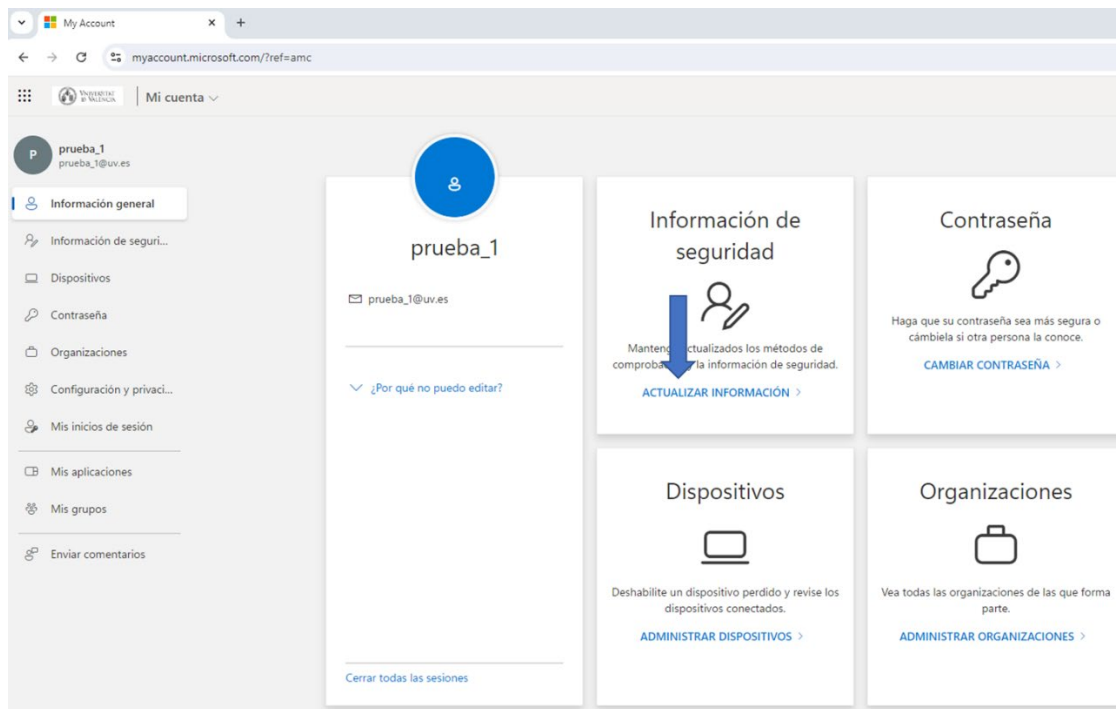 My Account
myaccount.microsoft.com/?ref=amc
VNIVERSITAT
ID VALENCIA
Mi cuenta
P
prueba_1
prueba_1@uv.es
Información general
Información de seguri...
Dispositivos
Contraseña
Organizaciones
Configuración y privaci...
Mis inicios de sesión
Mis aplicaciones
Mis grupos
Enviar comentarios
prueba_1
prueba_1@uv.es
¿Por qué no puedo editar?
Cerrar todas las sesiones
Información de
seguridad
ctualizados los métodos de
la información de seguridad.
ACTUALIZAR INFORMACIÓN >
Contraseña
Haga que su contraseña sea más segura o
cámbiela si otra persona la conoce.
CAMBIAR CONTRASEÑA >
Dispositivos
Deshabilite un dispositivo perdido y revise los
dispositivos conectados.
ADMINISTRAR DISPOSITIVOS >
Organizaciones
Vea todas las organizaciones de las que forma
parte.
ADMINISTRAR ORGANIZACIONES >